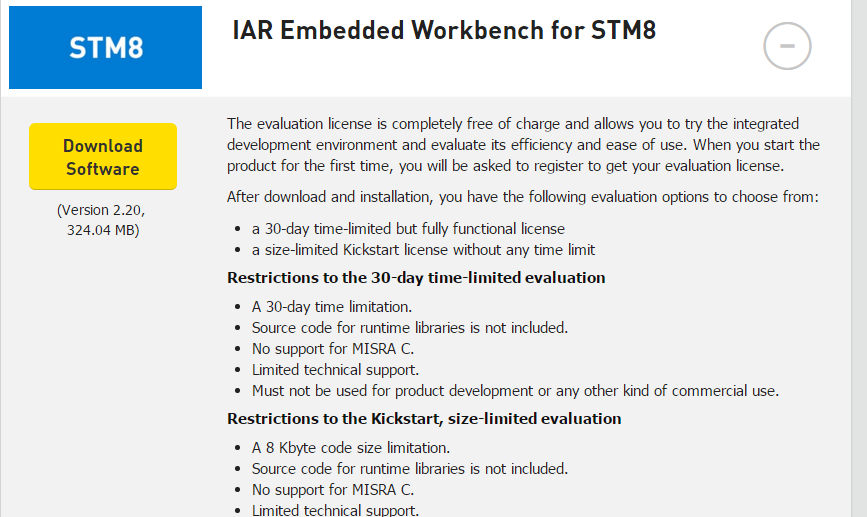 STM8
IAR Embedded Workbench for STM8
Download
Software
(Version 2.20,
324.04 MB)
The evaluation license is completely free of charge and allows you to try the integrated
development environment and evaluate its efficiency and ease of use. When you start the
product for the first time, you will be asked to register to get your evaluation license.
After download and installation, you have the following evaluation options to choose from:
• a 30-day time-limited but fully functional license
• a size-limited Kickstart license without any time limit
Restrictions to the 30-day time-limited evaluation
• A 30-day time limitation.
• Source code for runtime libraries is not included.
• No support for MISRA C.
• Limited technical support.
• Must not be used for product development or any other kind of commercial use.
Restrictions to the Kickstart, size-limited evaluation
• A 8 Kbyte code size limitation.
• Source code for runtime libraries is not included.
• No support for MISRA C.
• Limited technical support.